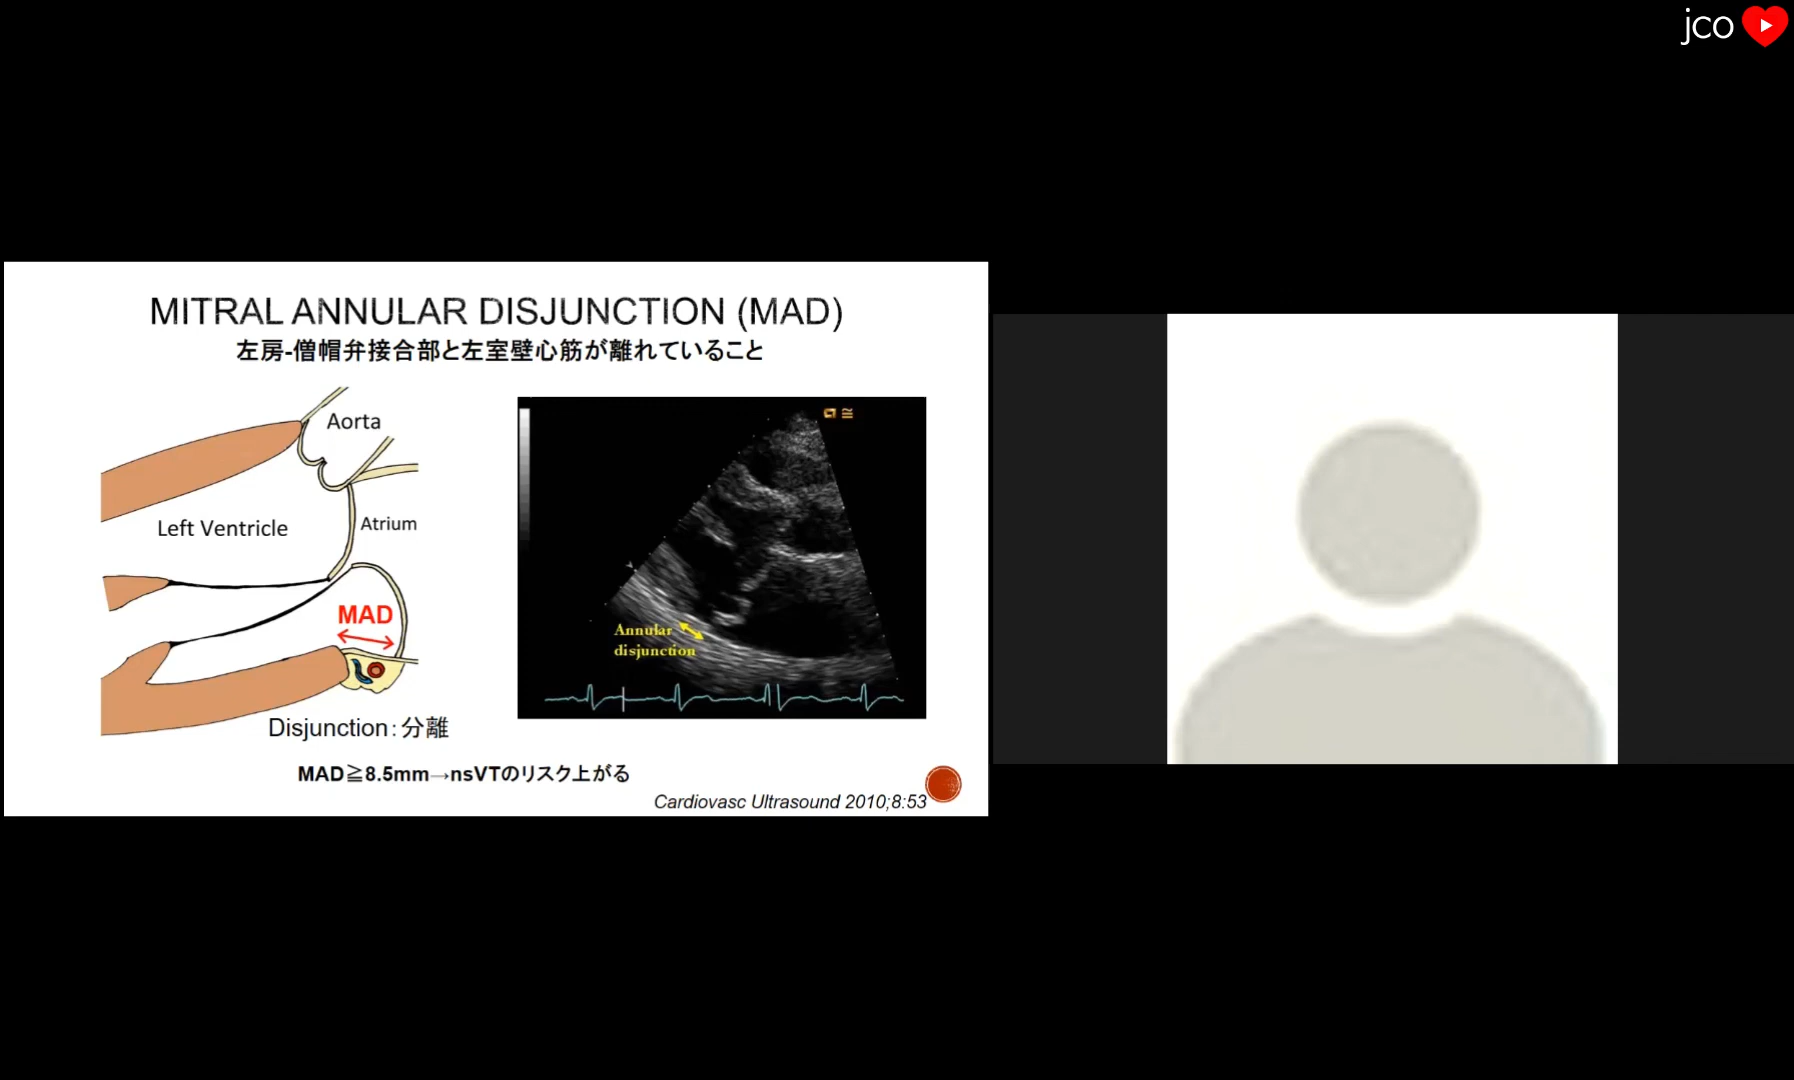 jco
MITRAL ANNULAR DISJUNCTION (MAD)
左房-僧帽弁接合部と左室壁心筋が離れていること
Aorta
Left Ventricle
Atrium
MAD
Annular
disjunction
Disjunction：分離
MAD≧8.5mm→nsVTのリスク上がる
Cardiovasc Ultrasound 2010;8:53